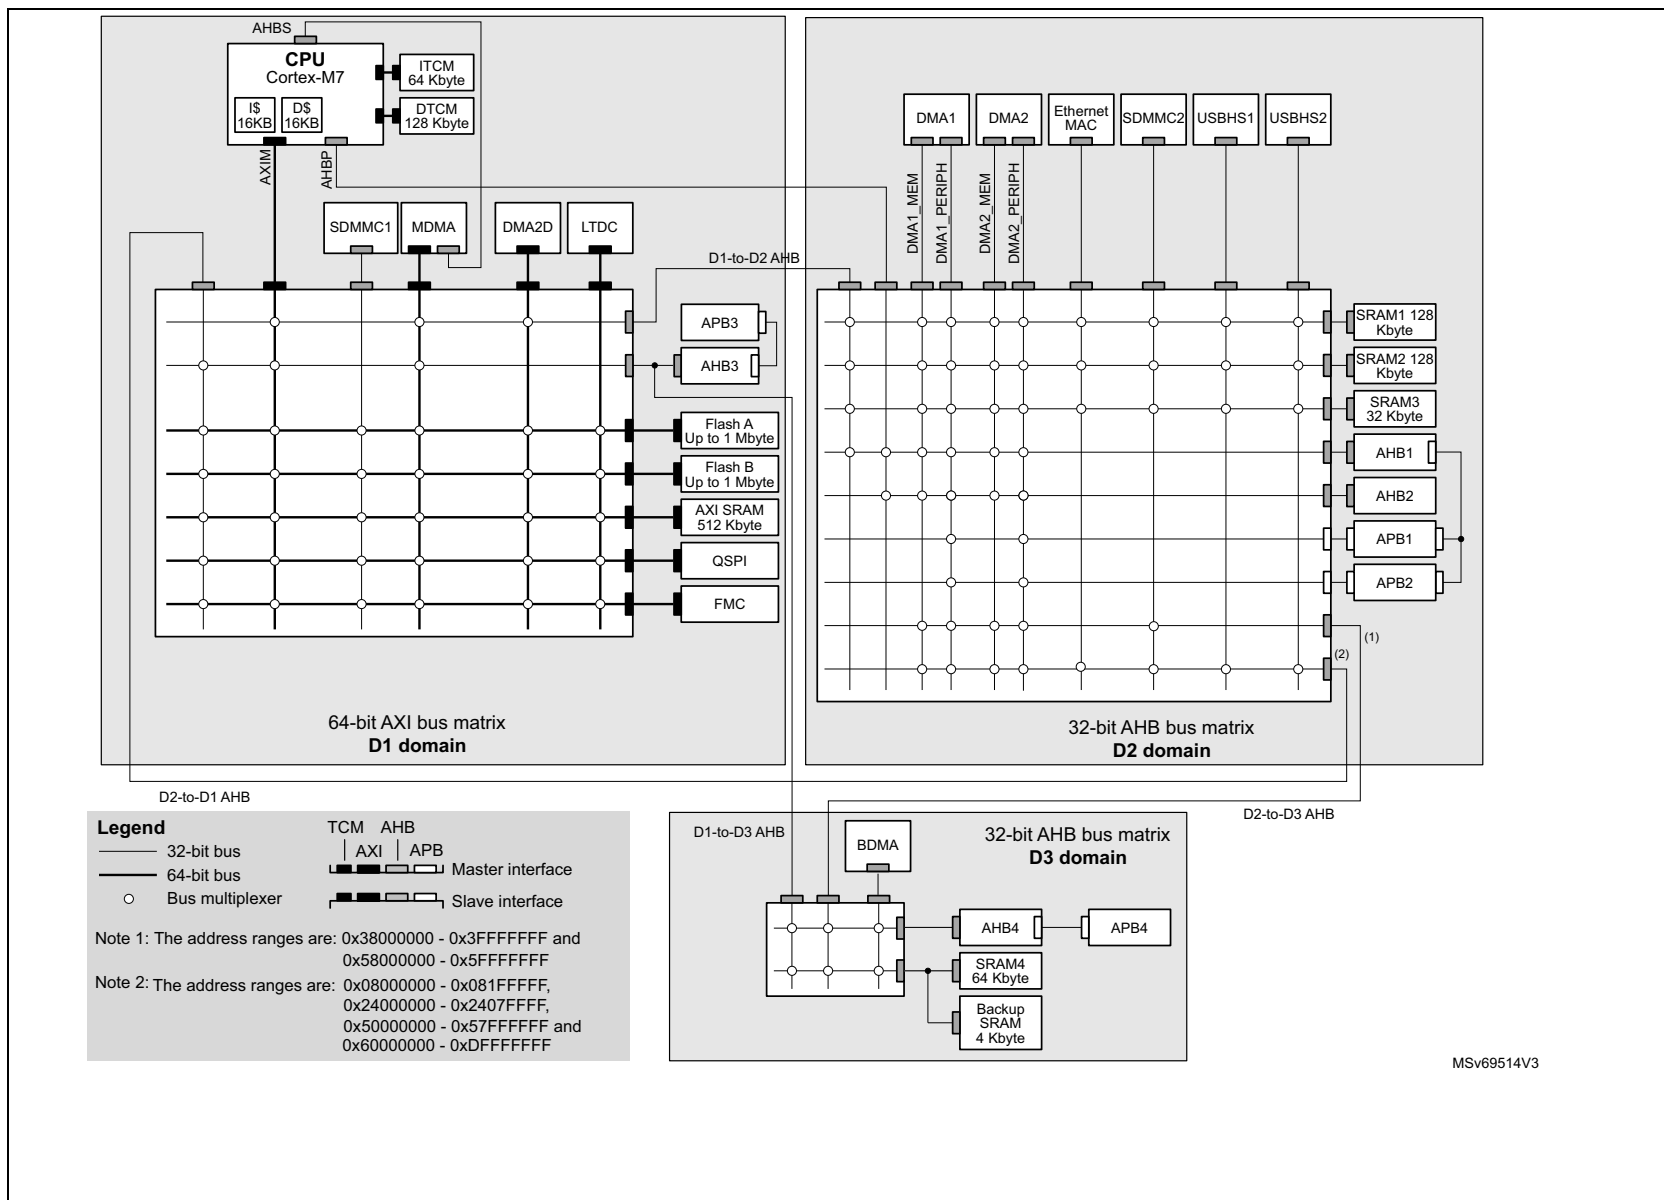 AHBS
CPU
Cortex-M7
I$
16KB
D$
16KB
ITCM
64 Kbyte
DTCM
128 Kbyte
AXIM
AHBP
SDMMC1
MDMA
DMA2D
LTDC
D1-to-D2 AHB
APB3
AHB3
Flash A
Up to 1 Mbyte
Flash B
Up to 1 Mbyte
AXI SRAM
512 Kbyte
QSPI
FMC
64-bit AXI bus matrix
D1 domain
DMA1
DMA2
Ethernet
MAC
SDMMC2
USBHS1
USBHS2
DMA1_MEM
DMA1_PERIPH
DMA2_MEM
DMA2_PERIPH
SRAM1 128
Kbyte
SRAM2 128
Kbyte
SRAM3
32 Kbyte
AHB1
AHB2
APB1
APB2
(1)
(2)
32-bit AHB bus matrix
D2 domain
D2-to-D1 AHB
D2-to-D3 AHB
D1-to-D3 AHB
BDMA
32-bit AHB bus matrix
D3 domain
AHB4
APB4
SRAM4
64 Kbyte
Backup
SRAM
4 Kbyte
Legend
32-bit bus
64-bit bus
Bus multiplexer
TCM AHB
AXI APB
Master interface
Slave interface
Note 1: The address ranges are: 0x38000000 - 0x3FFFFFFF and
0x58000000 - 0x5FFFFFFF
Note 2: The address ranges are: 0x08000000 - 0x081FFFFF,
0x24000000 - 0x2407FFFF,
0x50000000 - 0x57FFFFFF and
0x60000000 - 0xDFFFFFFF
MSv69514V3